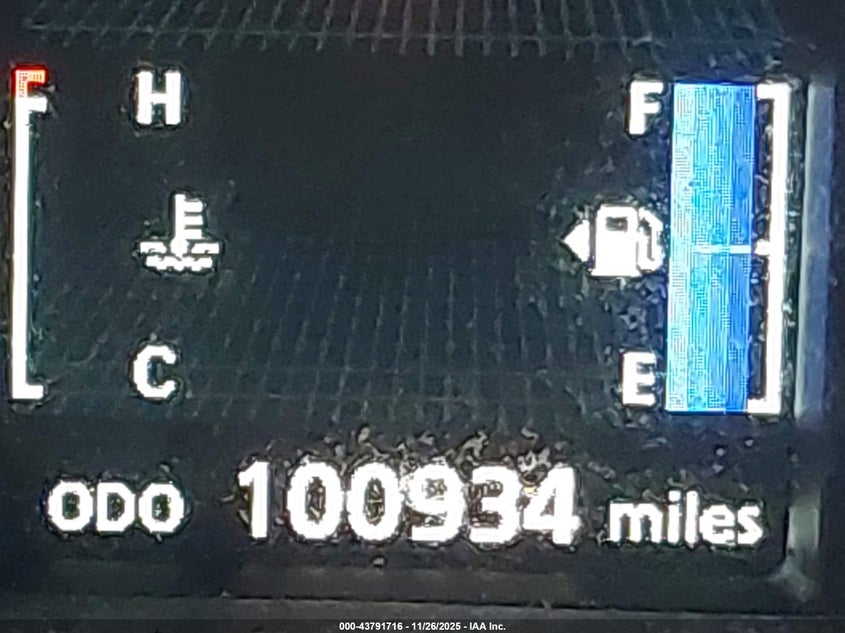 H F
C E
ODO 100934 miles
000-43791716 - 11/26/2025 - IAA Inc.